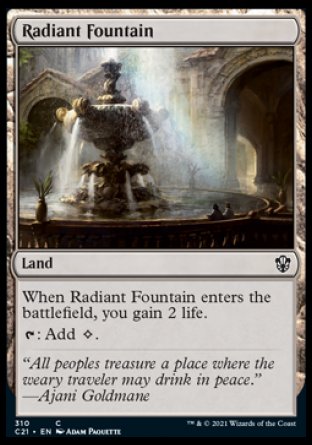 Radiant Fountain
Land
When Radiant Fountain enters the
battlefield, you gain 2 life.
: Add .
“All peoples treasure a place where the
weary traveler may drink in peace.”
—Ajani Goldmane
310 C
C21 • EN Adam Paquette
™ & © 2021 Wizards of the Coast